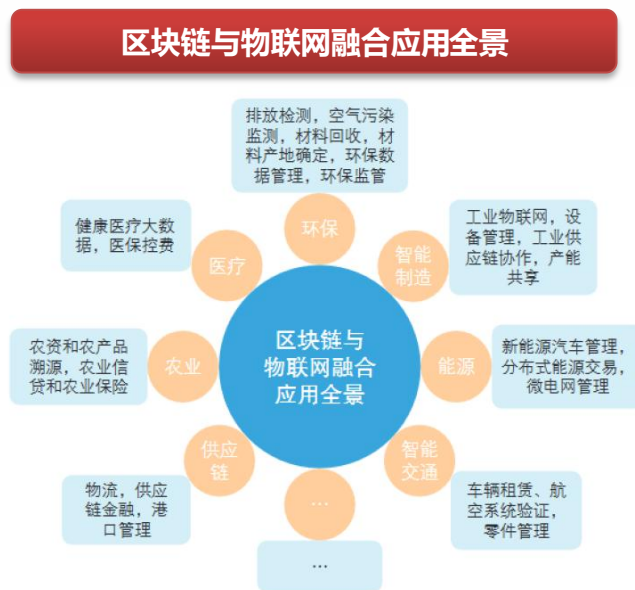 区块链与物联网融合应用全景
排放检测，空气污染
监测，材料回收，材
料产地确定，环保数
据管理，环保监管
环保
健康医疗大数
据，医保控费
医疗
工业物联网，设
备管理，工业供
应链协作，产能
共享
智能
制造
区块链与
物联网融合
应用全景
农资和农产品
溯源，农业信
贷和农业保险
农业
能源
新能源汽车管理，
分布式能源交易，
微电网管理
供应
链
物流，供应
链金融，港
口管理
智能
交通
车辆租赁、航
空系统验证，
零件管理
…
…